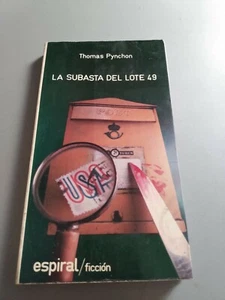 Thomas Pynchon
LA SUBASTA DEL LOTE 49
USA
espiral/ficción